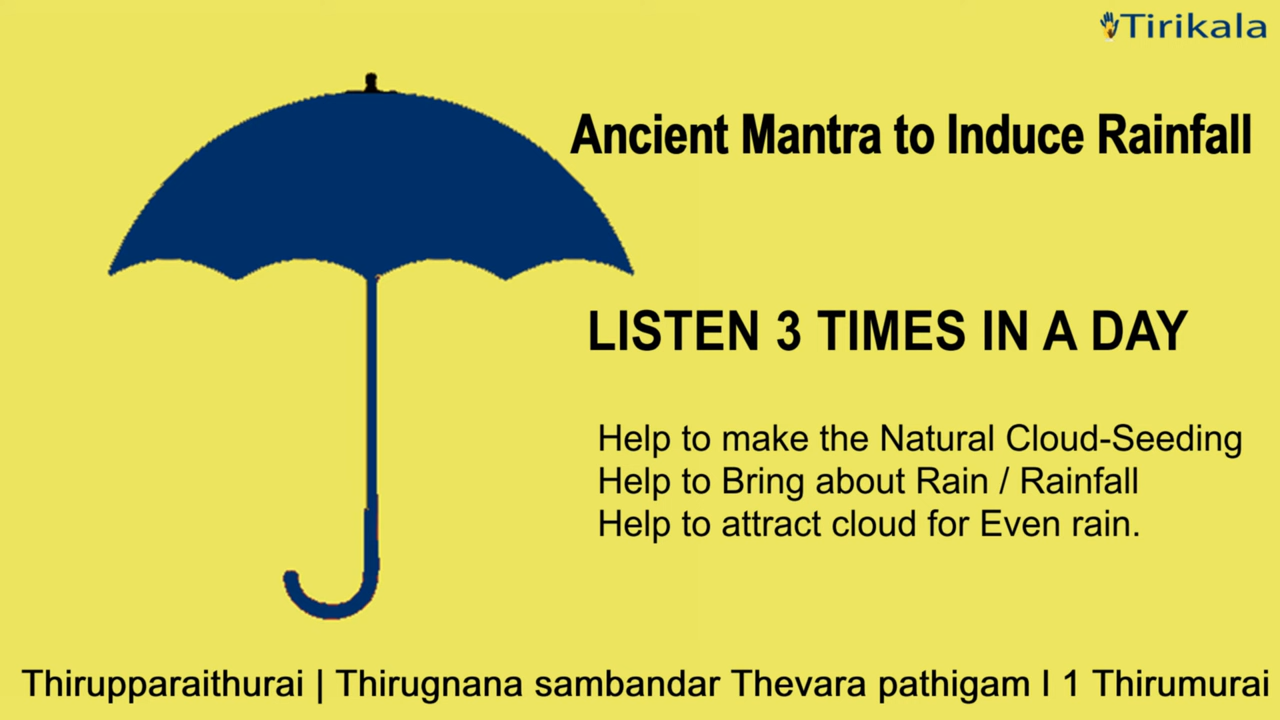 Tirikala
Ancient Mantra to Induce Rainfall
LISTEN 3 TIMES IN A DAY
Help to make the Natural Cloud-Seeding
Help to Bring about Rain / Rainfall
Help to attract cloud for Even rain.
Thirupparaithurai | Thirugnana sambandar Thevara pathigam l 1 Thirumurai